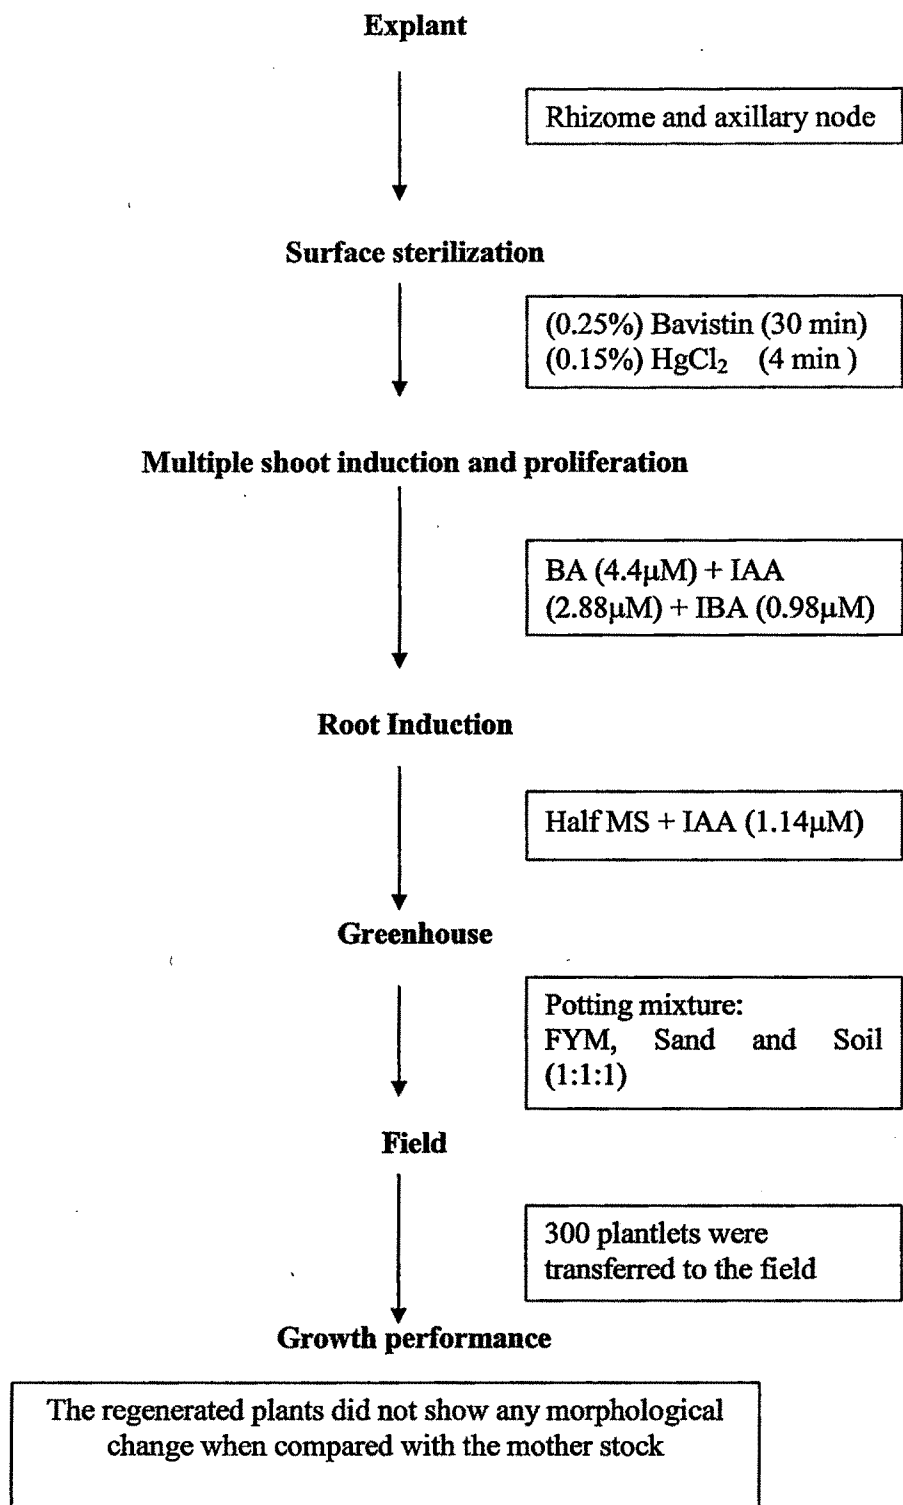 Explant
Rhizome and axillary node
Surface sterilization
(0.25%) Bavistin (30 min)
(0.15%) HgCl₂ (4 min )
Multiple shoot induction and proliferation
BA (4.4μM) + IAA
(2.88μM) + IBA (0.98μM)
Root Induction
Half MS + IAA (1.14μM)
Greenhouse
Potting mixture:
FYM, Sand and Soil
(1:1:1)
Field
300 plantlets were
transferred to the field
Growth performance
The regenerated plants did not show any morphological
change when compared with the mother stock